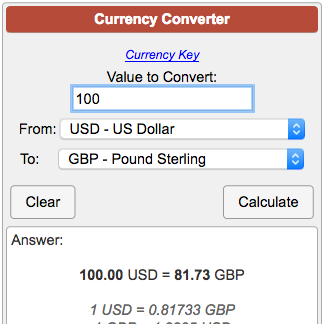 Currency Converter
Currency Key
Value to Convert:
100
From: USD - US Dollar
To: GBP - Pound Sterling
Clear Calculate
Answer:
100.00 USD = 81.73 GBP
1 USD = 0.81733 GBP